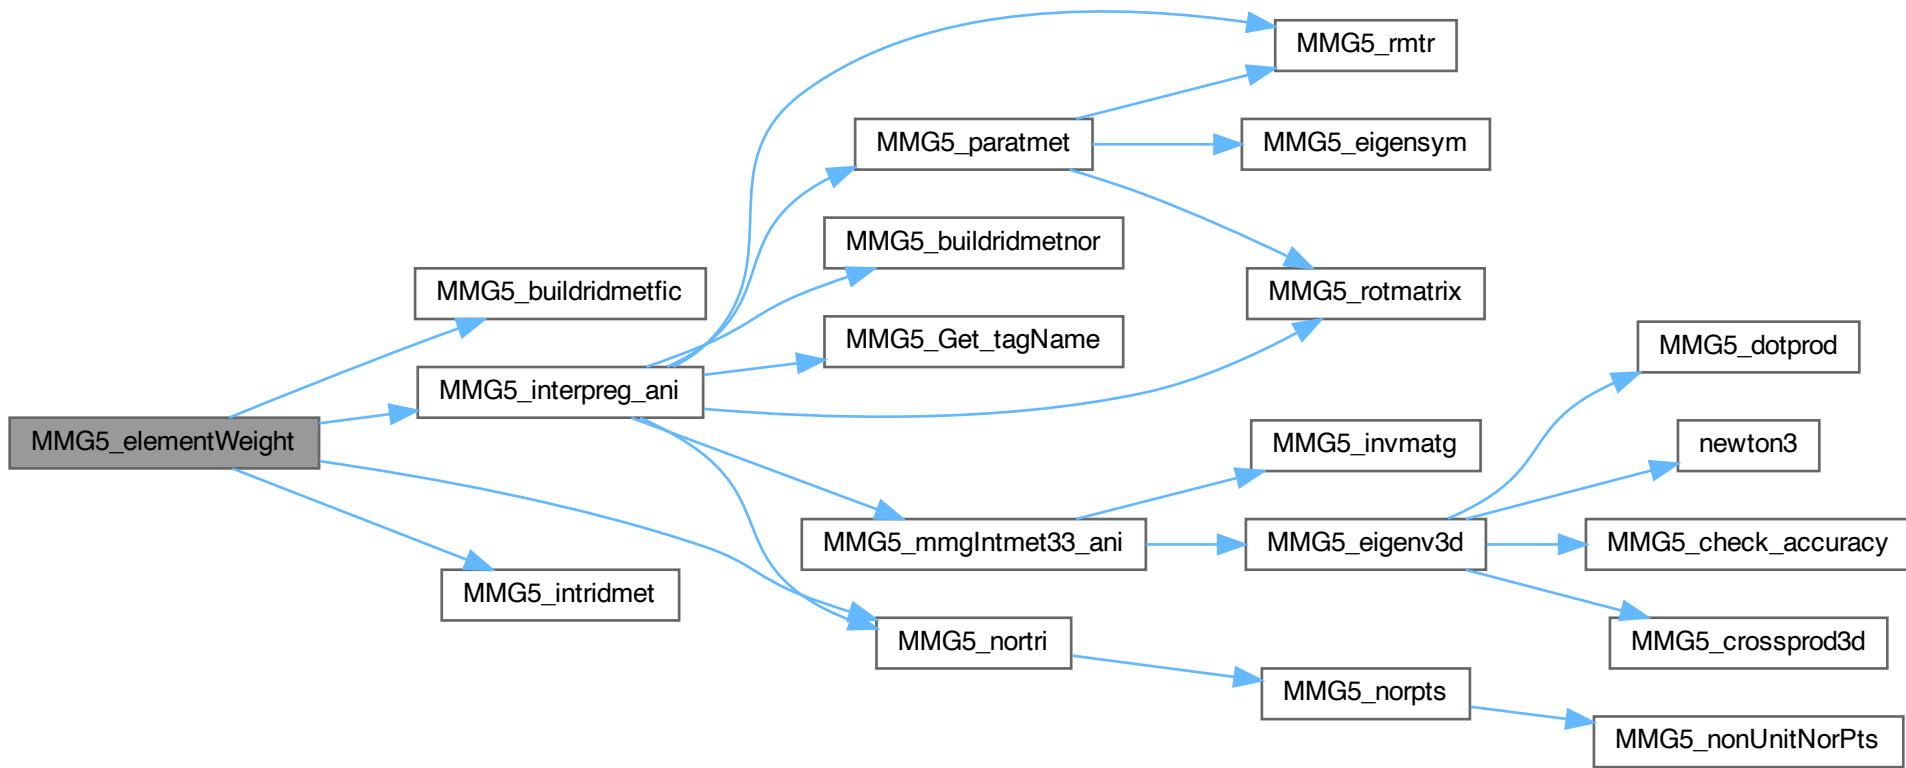 MMG5_elementWeight
MMG5_buildridmetfic
MMG5_interpreg_ani
MMG5_intridmet
MMG5_paratmet
MMG5_buildridmetnor
MMG5_Get_tagName
MMG5_mmgIntmet33_ani
MMG5_nortri
MMG5_rmtr
MMG5_eigensym
MMG5_rotmatrix
MMG5_invmatg
MMG5_eigenv3d
MMG5_norpts
MMG5_dotprod
newton3
MMG5_check_accuracy
MMG5_crossprod3d
MMG5_nonUnitNorPts